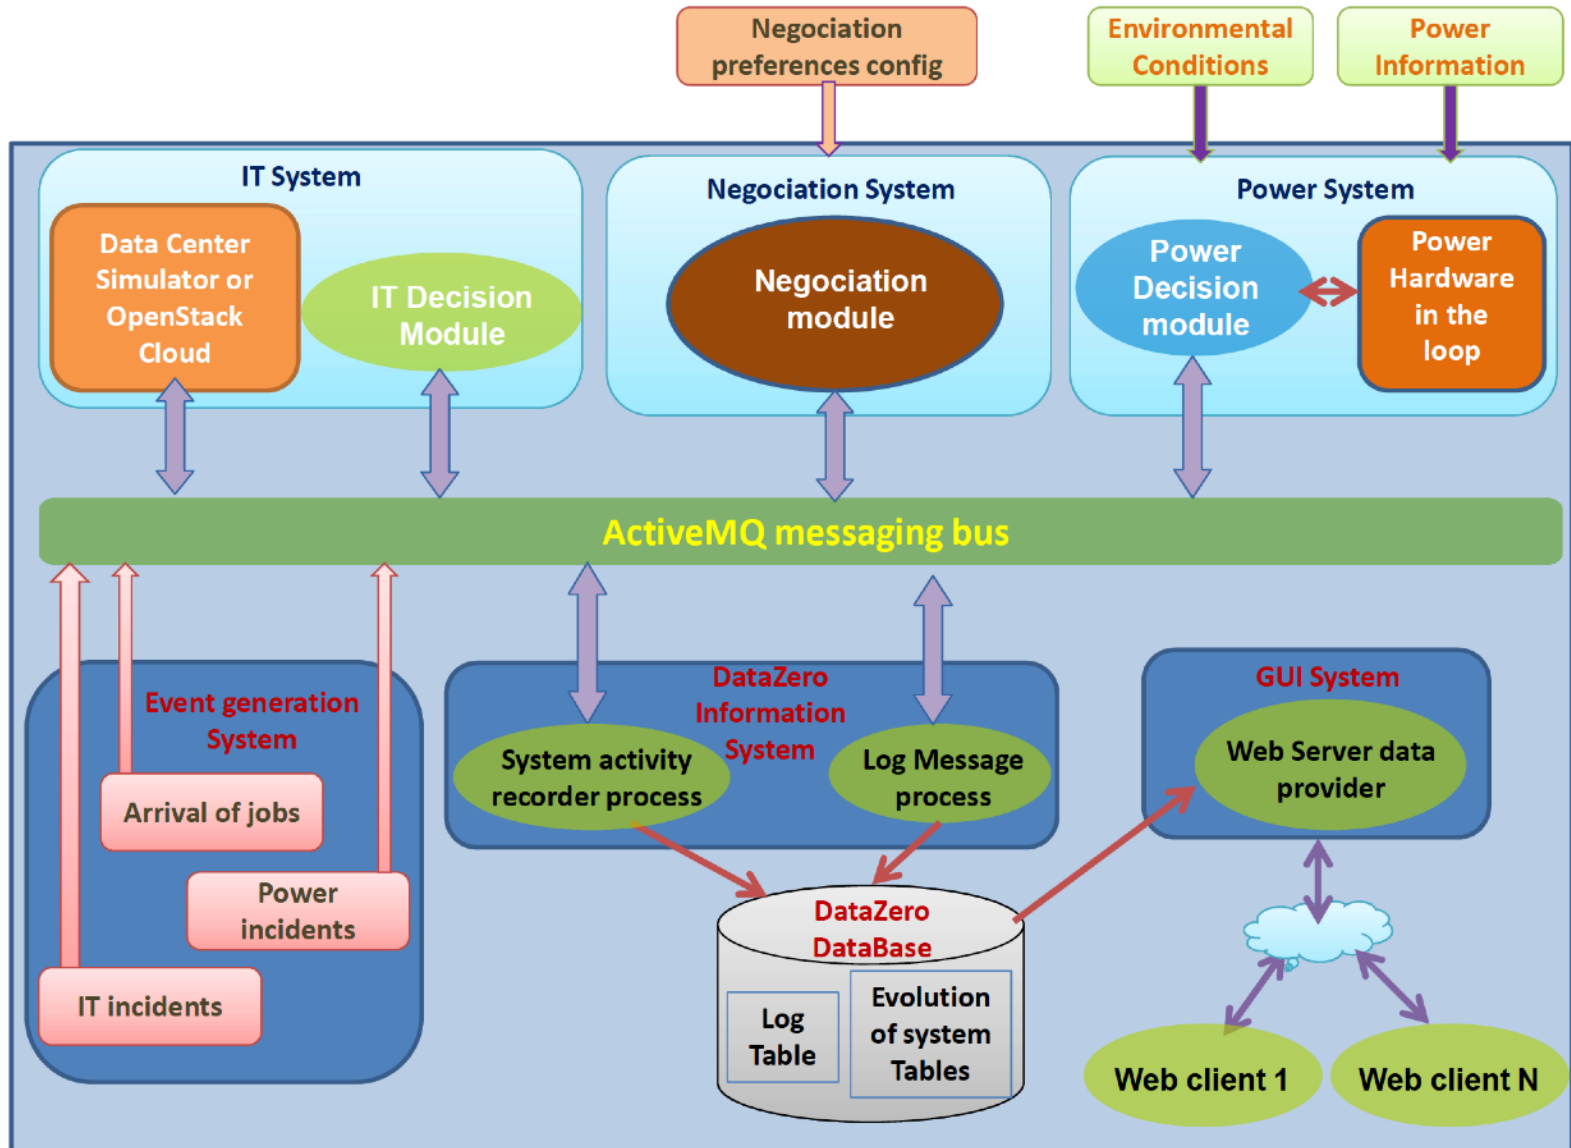 Negociation
preferences config
Environmental
Conditions
Power
Information
IT System
Data Center
Simulator or
OpenStack
Cloud
IT Decision
Module
Negociation System
Negociation
module
Power System
Power
Decision
module
Power
Hardware
in the
loop
ActiveMQ messaging bus
Event generation
System
Arrival of jobs
Power
incidents
IT incidents
DataZero
Information
System
System activity
recorder process
Log Message
process
GUI System
Web Server data
provider
DataZero
DataBase
Log
Table
Evolution
of system
Tables
Web client 1
Web client N